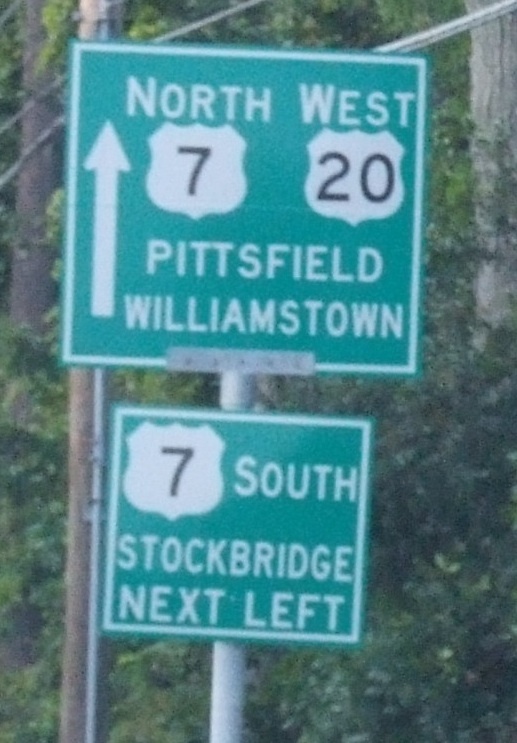 NORTH WEST
7 20
PITTSFIELD
WILLIAMSTOWN
7 SOUTH
STOCKBRIDGE
NEXT LEFT